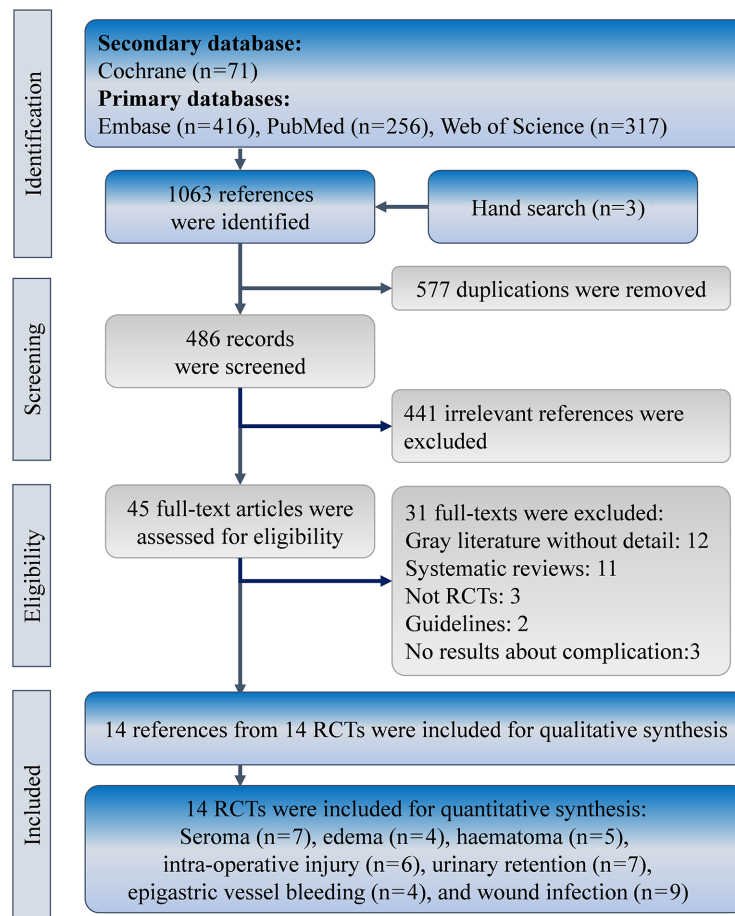 Identification
Secondary database:
Cochrane (n=71)
Primary databases:
Embase (n=416), PubMed (n=256), Web of Science (n=317)
1063 references
were identified
Hand search (n=3)
577 duplications were removed
Screening
486 records
were screened
441 irrelevant references were
excluded
Eligibility
45 full-text articles were
assessed for eligibility
31 full-texts were excluded:
Gray literature without detail: 12
Systematic reviews: 11
Not RCTs: 3
Guidelines: 2
No results about complication:3
Included
14 references from 14 RCTs were included for qualitative synthesis
14 RCTs were included for quantitative synthesis:
Seroma (n=7), edema (n=4), haematoma (n=5),
intra-operative injury (n=6), urinary retention (n=7),
epigastric vessel bleeding (n=4), and wound infection (n=9)